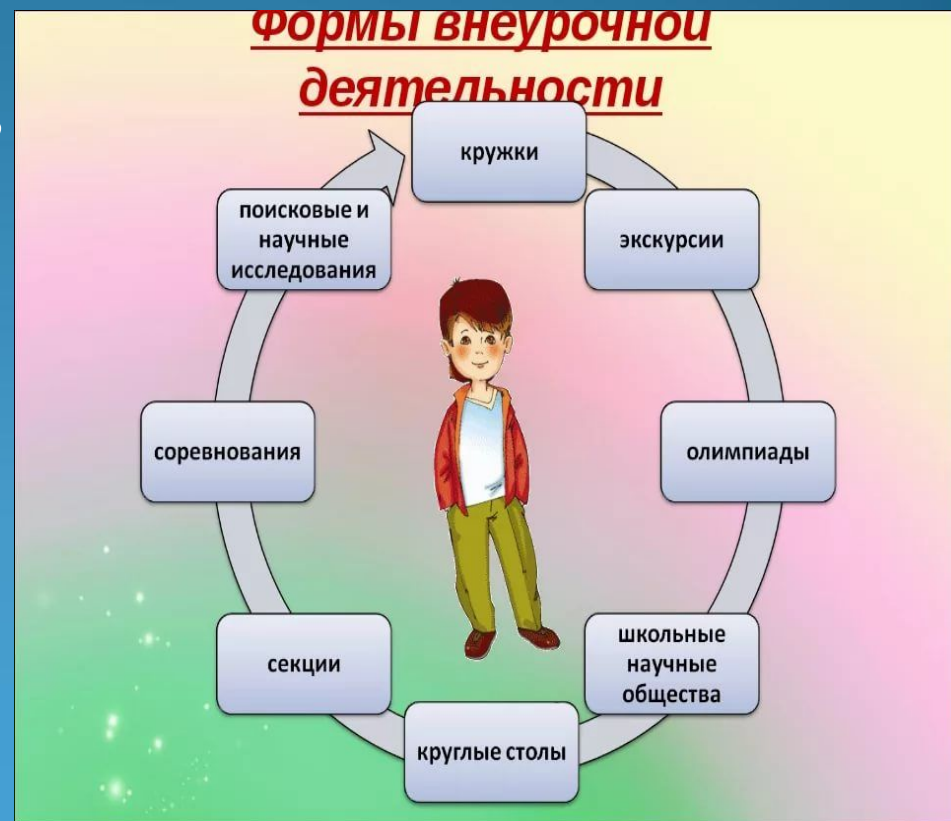 Формы внеурочной
деятельности
кружки
экскурсии
олимпиады
школьные
научные
общества
круглые столы
секции
соревнования
поисковые и
научные
исследования